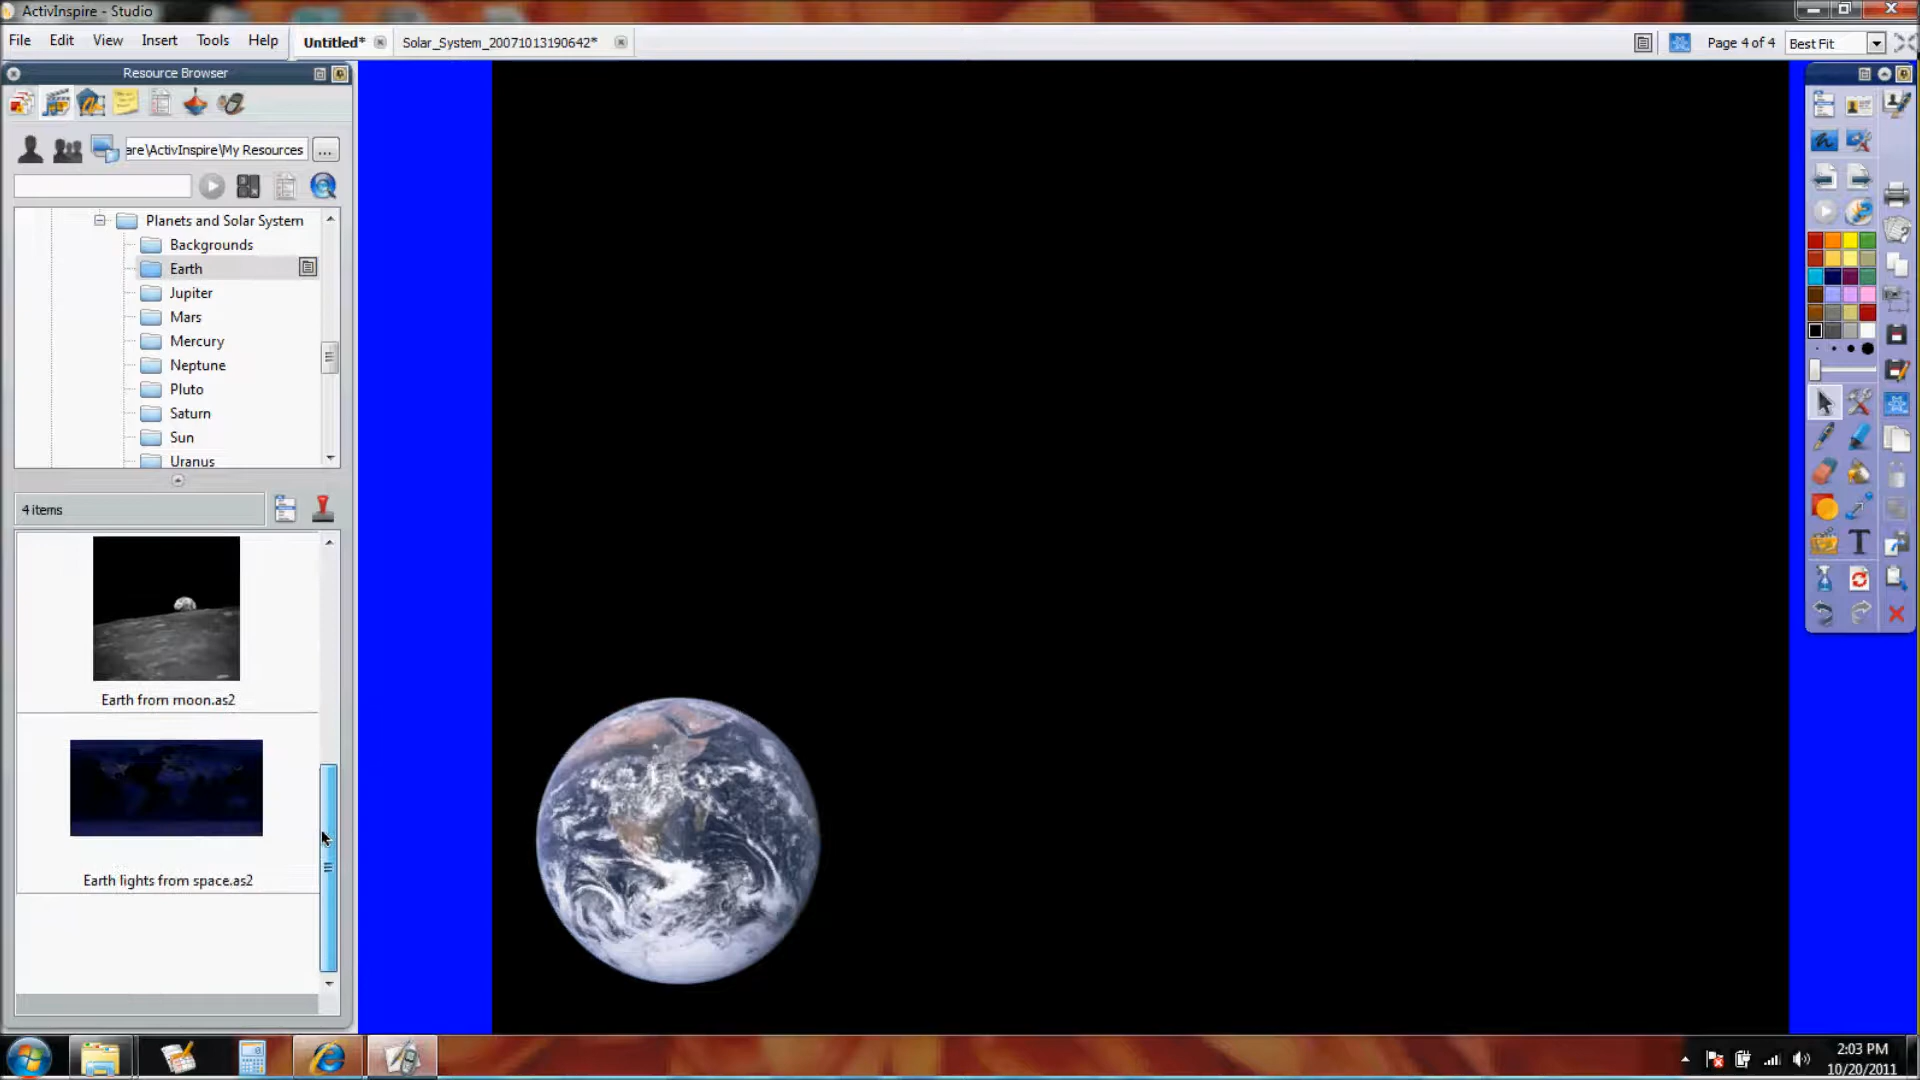 ActivInspire - Studio
File Edit View Insert Tools Help
Untitled* Solar_System_20071013190642* Page 4 of 4 Best Fit
Resource Browser
are\ActivInspire\My Resources ...
Planets and Solar System
Backgrounds
Earth
Jupiter
Mars
Mercury
Neptune
Pluto
Saturn
Sun
Uranus
4 items
Earth from moon.as2
Earth lights from space.as2
T
2:03 PM
10/20/2011